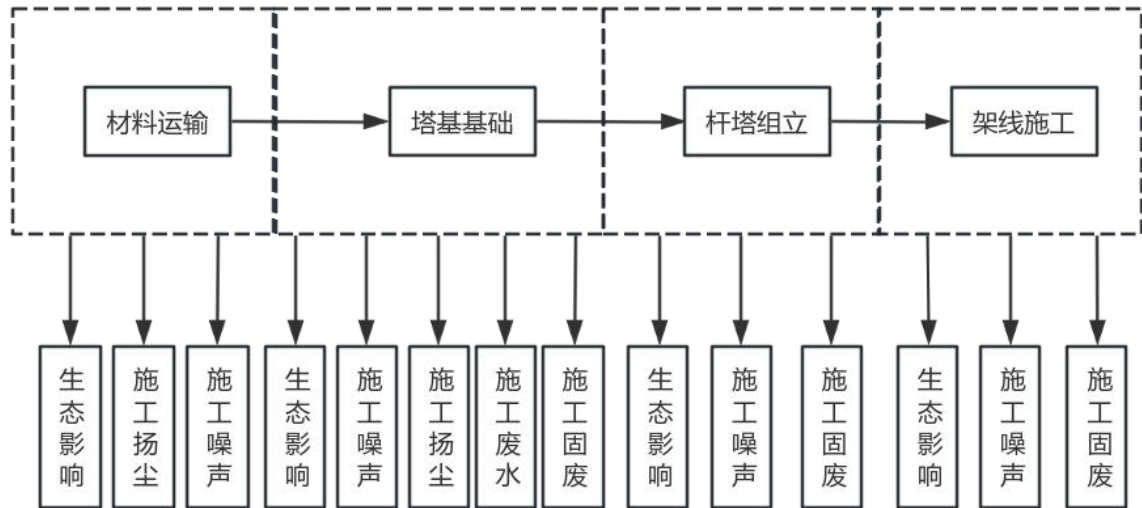 材料运输
塔基基础
杆塔组立
架线施工
生态影响
施工扬尘
施工噪声
生态影响
施工噪声
施工扬尘
施工废水
施工固废
生态影响
施工噪声
施工固废
生态影响
施工噪声
施工固废